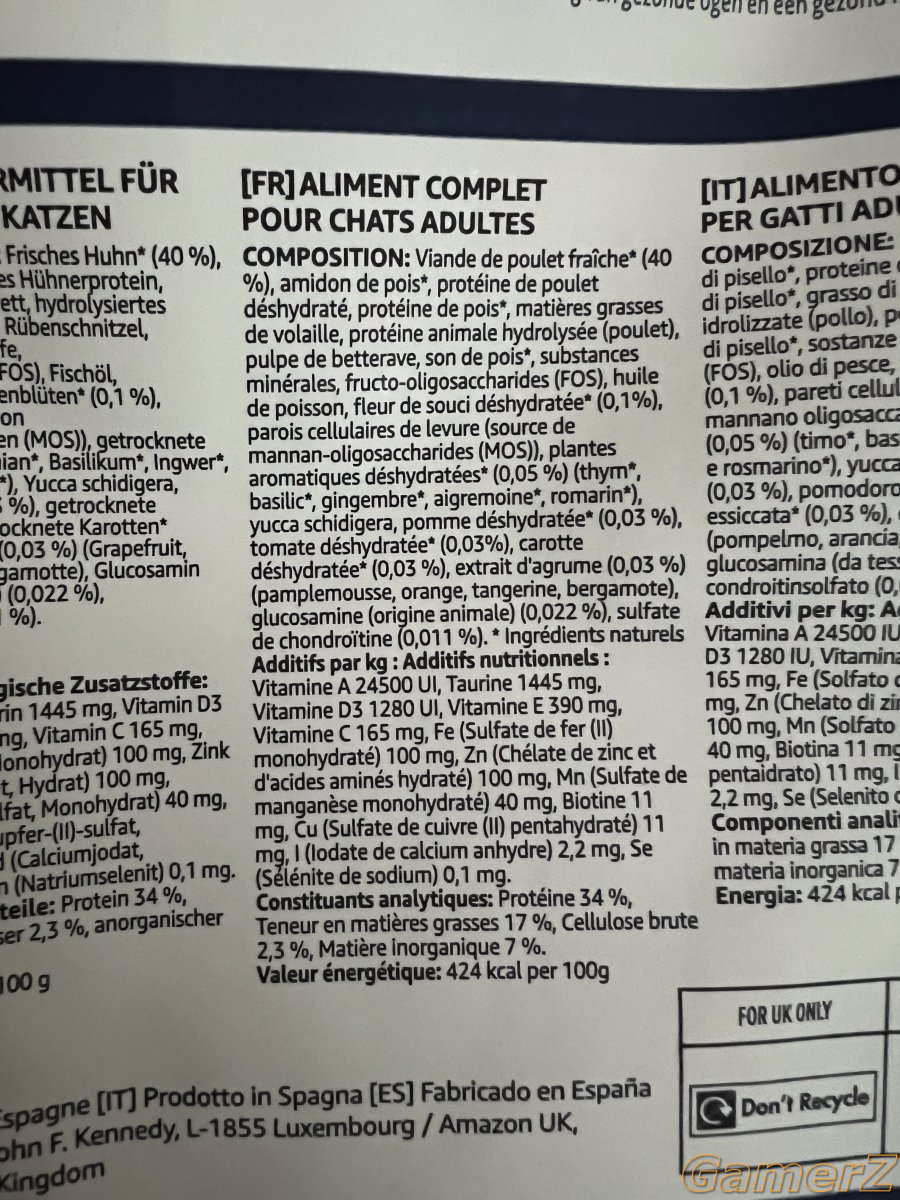 gezonde ogen en een gezond
RMITTEL FÜR
KATZEN
Frisches Huhn* (40 %),
es Hühnerprotein,
ett, hydrolysiertes
Rübenschnitzel,
fe,
FOS), Fischöl,
enblüten* (0,1 %),
on
en (MOS)), getrocknete
ian*, Basilikum*, Ingwer*,
*), Yucca schidigera,
%), getrocknete
ocknete Karotten*
(0,03 %) (Grapefruit,
gamotte), Glucosamin
(0,022 %),
%).
gische Zusatzstoffe:
rin 1445 mg, Vitamin D3
mg, Vitamin C 165 mg,
onohydrat) 100 mg, Zink
t, Hydrat) 100 mg,
lfat, Monohydrat) 40 mg,
upfer-(II)-sulfat,
(Calciumjodat,
n (Natriumselenit) 0,1 mg.
teile: Protein 34 %,
ser 2,3 %, anorganischer
100 g
[FR] ALIMENT COMPLET
POUR CHATS ADULTES
COMPOSITION: Viande de poulet fraîche* (40
%), amidon de pois*, protéine de poulet
déshydraté, protéine de pois*, matières grasses
de volaille, protéine animale hydrolysée (poulet),
pulpe de betterave, son de pois*, substances
minérales, fructo-oligosaccharides (FOS), huile
de poisson, fleur de souci déshydratée* (0,1%),
parois cellulaires de levure (source de
mannan-oligosaccharides (MOS)), plantes
aromatiques déshydratées* (0,05 %) (thym*,
basilic*, gingembre*, aigremoine*, romarin*),
yucca schidigera, pomme déshydratée* (0,03 %),
tomate déshydratée* (0,03%), carotte
déshydratée* (0,03 %), extrait d'agrume (0,03 %)
(pamplemousse, orange, tangerine, bergamote),
glucosamine (origine animale) (0,022 %), sulfate
de chondroïtine (0,011 %). * Ingrédients naturels
Additifs par kg : Additifs nutritionnels :
Vitamine A 24500 UI, Taurine 1445 mg,
Vitamine D3 1280 UI, Vitamine E 390 mg,
Vitamine C 165 mg, Fe (Sulfate de fer (II)
monohydraté) 100 mg, Zn (Chélate de zinc et
d'acides aminés hydraté) 100 mg, Mn (Sulfate de
manganèse monohydraté) 40 mg, Biotine 11
mg, Cu (Sulfate de cuivre (II) pentahydraté) 11
mg, I (Iodate de calcium anhydre) 2,2 mg, Se
(Sélénite de sodium) 0,1 mg.
Constituants analytiques: Protéine 34 %,
Teneur en matières grasses 17 %, Cellulose brute
2,3 %, Matière inorganique 7 %.
Valeur énergétique: 424 kcal per 100g
[IT] ALIMENTO
PER GATTI ADU
COMPOSIZIONE:
di pisello*, proteine
di pisello*, grasso di
idrolizzate (pollo), p
di pisello*, sostanze
(FOS), olio di pesce,
(0,1 %), pareti cellul
mannano oligosacca
(0,05 %) (timo*, bas
e rosmarino*), yucca
(0,03 %), pomodoro
essiccata* (0,03 %),
(pompelmo, arancia,
glucosamina (da tess
condroitinsolfato (0,
Additivi per kg: A
Vitamina A 24500 IU
D3 1280 IU, Vitamina
165 mg, Fe (Solfato
mg, Zn (Chelato di zin
100 mg, Mn (Solfato
40 mg, Biotina 11 mg
pentaidrato) 11 mg, I
2,2 mg, Se (Selenito
Componenti analit
in materia grassa 17
materia inorganica 7
Energia: 424 kcal p
FOR UK ONLY
Don't Recycle
Espagne [IT] Prodotto in Spagna [ES] Fabricado en España
ohn F. Kennedy, L-1855 Luxembourg / Amazon UK,
Kingdom
GamerZ